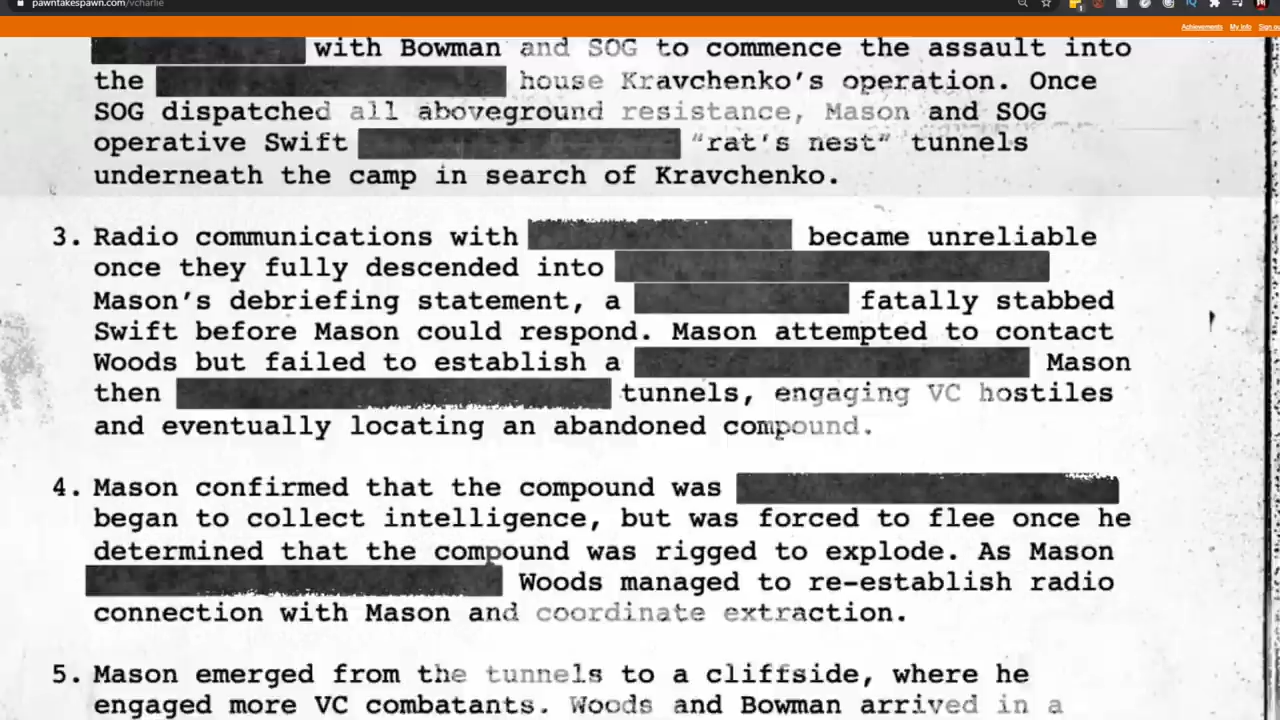 pawntakespawn.com/vcharlie
Achievements My Info Sign
with Bowman and SOG to commence the assault into
the house Kravchenko's operation. Once
SOG dispatched all aboveground resistance, Mason and SOG
operative Swift "rat's nest" tunnels
underneath the camp in search of Kravchenko.
3. Radio communications with became unreliable
once they fully descended into
Mason's debriefing statement, a fatally stabbed
Swift before Mason could respond. Mason attempted to contact
Woods but failed to establish a Mason
then tunnels, engaging VC hostiles
and eventually locating an abandoned compound.
4. Mason confirmed that the compound was
began to collect intelligence, but was forced to flee once he
determined that the compound was rigged to explode. As Mason
Woods managed to re-establish radio
connection with Mason and coordinate extraction.
5. Mason emerged from the tunnels to a cliffside, where he
engaged more VC combatants. Woods and Bowman arrived in a